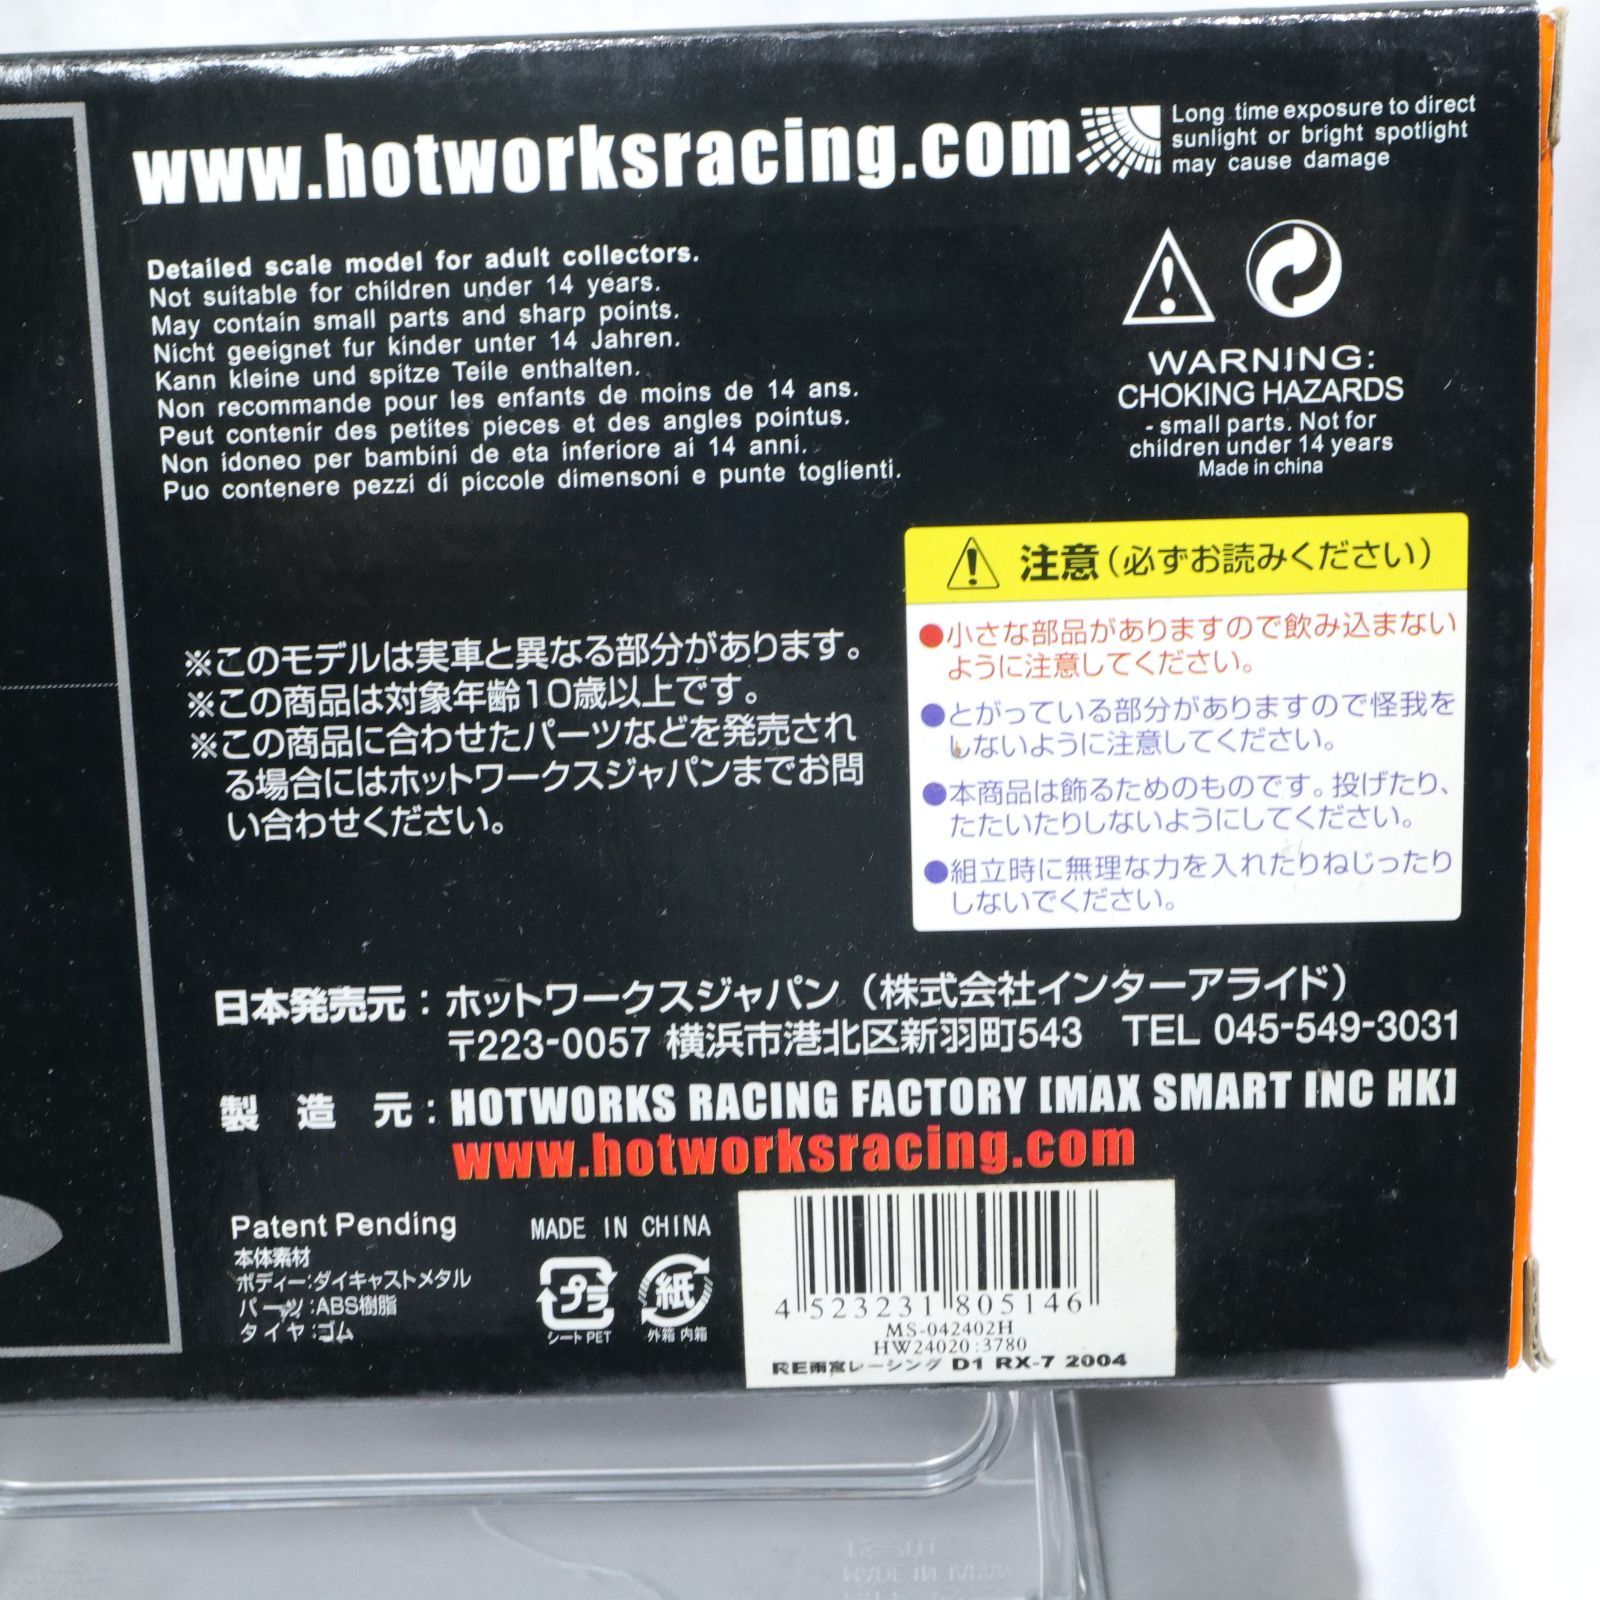 www.hotworksracing.com
Long time exposure to direct
sunlight or bright spotlight
may cause damage
Detailed scale model for adult collectors.
Not suitable for children under 14 years.
May contain small parts and sharp points.
Nicht geeignet fur kinder unter 14 Jahren.
Kann kleine und spitze Teile enthalten.
Non recommande pour les enfants de moins de 14 ans.
Peut contenir des petites pieces et des angles pointus.
Non idoneo per bambini de eta inferiore ai 14 anni.
Puo contenere pezzi di piccole dimensoni e punte toglienti.
WARNING:
CHOKING HAZARDS
- small parts. Not for
children under 14 years
Made in china
注意(必ずお読みください)
●小さな部品がありますので飲み込まない
ように注意してください。
●とがっている部分がありますので怪我を
しないように注意してください。
●本商品は飾るためのものです。投げたり、
たたいたりしないようにしてください。
●組立時に無理な力を入れたりねじったり
しないでください。
※このモデルは実車と異なる部分があります。
※この商品は対象年齢10歳以上です。
※この商品に合わせたパーツなどを発売され
る場合にはホットワークスジャパンまでお問
い合わせください。
日本発売元:ホットワークスジャパン(株式会社インターアライド)
〒223-0057 横浜市港北区新羽町543 TEL 045-549-3031
製造元:HOTWORKS RACING FACTORY [MAX SMART INC HK]
www.hotworksracing.com
Patent Pending
本体素材
ボディー:ダイキャストメタル
パーツ:ABS樹脂
タイヤ:ゴム
MADE IN CHINA
プラ
シートPET
紙
外箱 内箱
4 523231 805146
MS-042402H
HW24020:3780
RE雨宮レーシング D1 RX-7 2004
MADE IN JAPAN